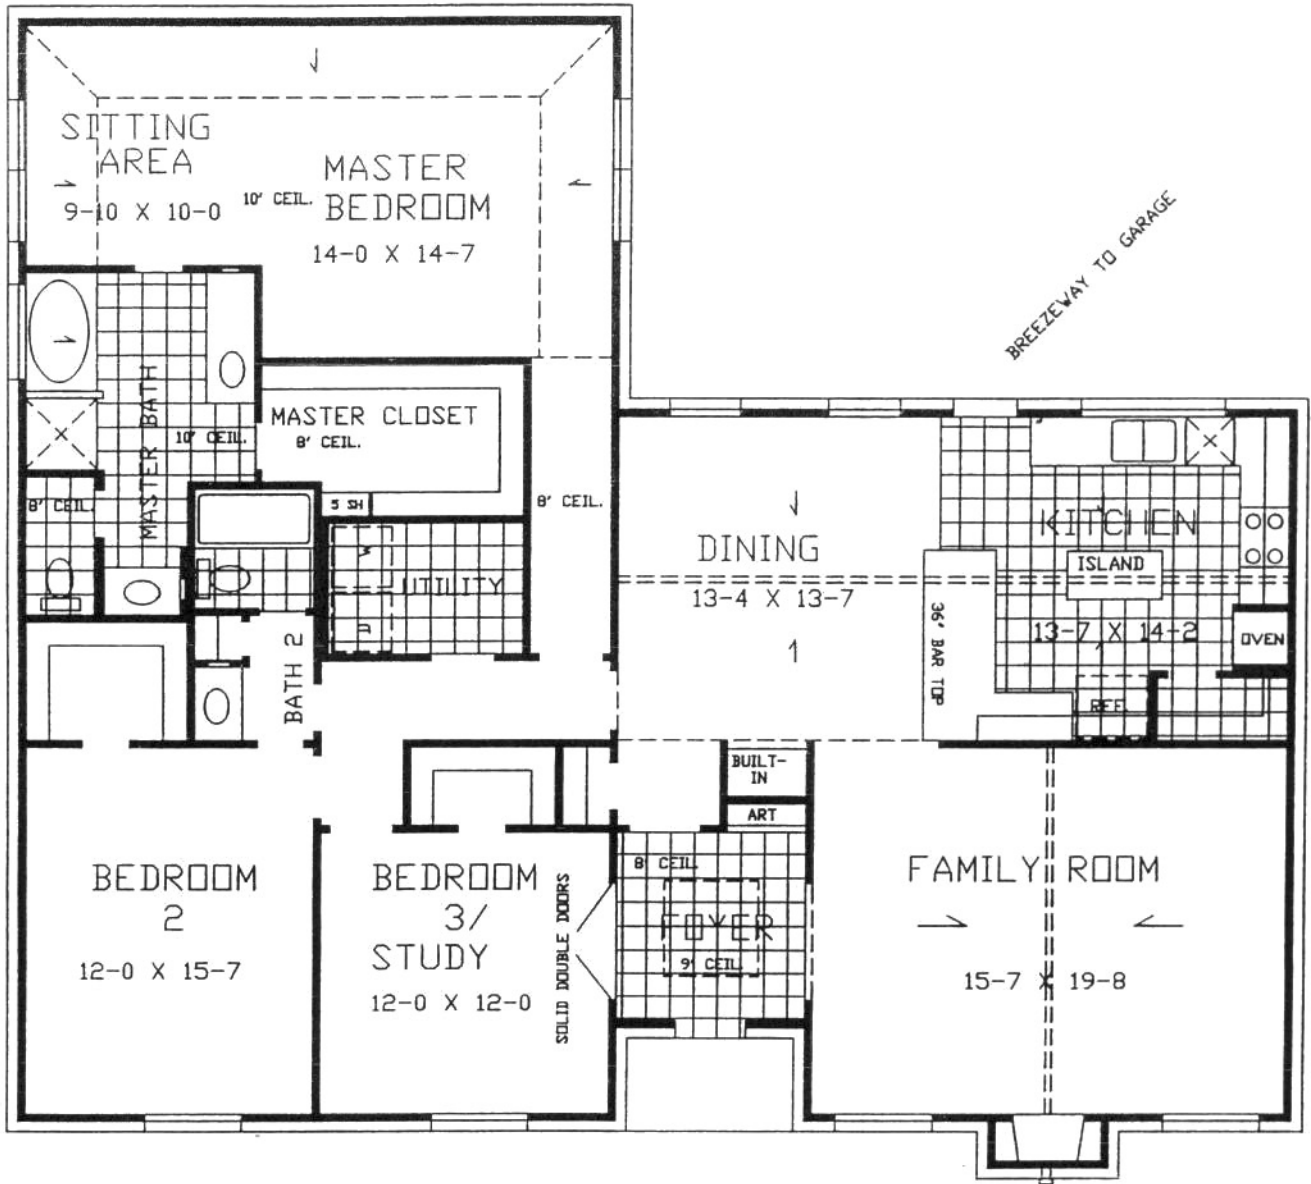 SITTING
AREA
9-10 X 10-0
10' CEIL.
MASTER
BEDROOM
14-0 X 14-7
BREEZEWAY TO GARAGE
MASTER BATH
10' CEIL.
MASTER CLOSET
8' CEIL.
5 SH
8' CEIL.
8' CEIL.
W
D
UTILITY
BATH 2
DINING
13-4 X 13-7
KITCHEN
ISLAND
13-7 X 14-2
OVEN
36" BAR TOP
REF.
BUILT-
IN
ART
BEDROOM
2
12-0 X 15-7
BEDROOM
3/
STUDY
12-0 X 12-0
SOLID DOUBLE DOORS
8' CEIL.
FOYER
9' CEIL.
FAMILY ROOM
15-7 X 19-8